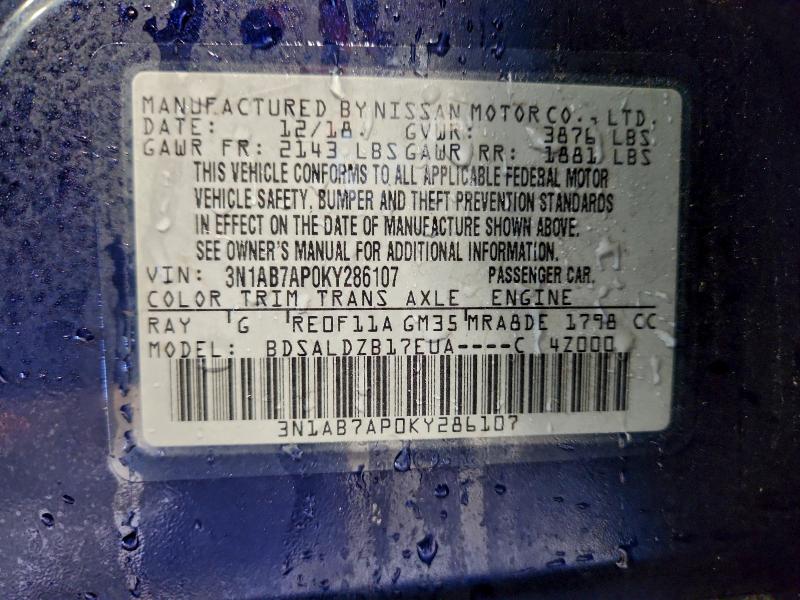 MANUFACTURED BY NISSAN MOTOR CO., LTD.
DATE: 12/18. GVWR: 3876 LBS
GAWR FR: 2143 LBS GAWR RR: 1881 LBS
THIS VEHICLE CONFORMS TO ALL APPLICABLE FEDERAL MOTOR
VEHICLE SAFETY, BUMPER AND THEFT PREVENTION STANDARDS
IN EFFECT ON THE DATE OF MANUFACTURE SHOWN ABOVE.
SEE OWNER'S MANUAL FOR ADDITIONAL INFORMATION.
VIN: 3N1AB7AP0KY286107 PASSENGER CAR.
COLOR TRIM TRANS AXLE ENGINE
RAY G RE0F11A GM35 MRA8DE 1798 CC
MODEL: BDSALDZB17EUA----C 4Z000
3N1AB7AP0KY286107